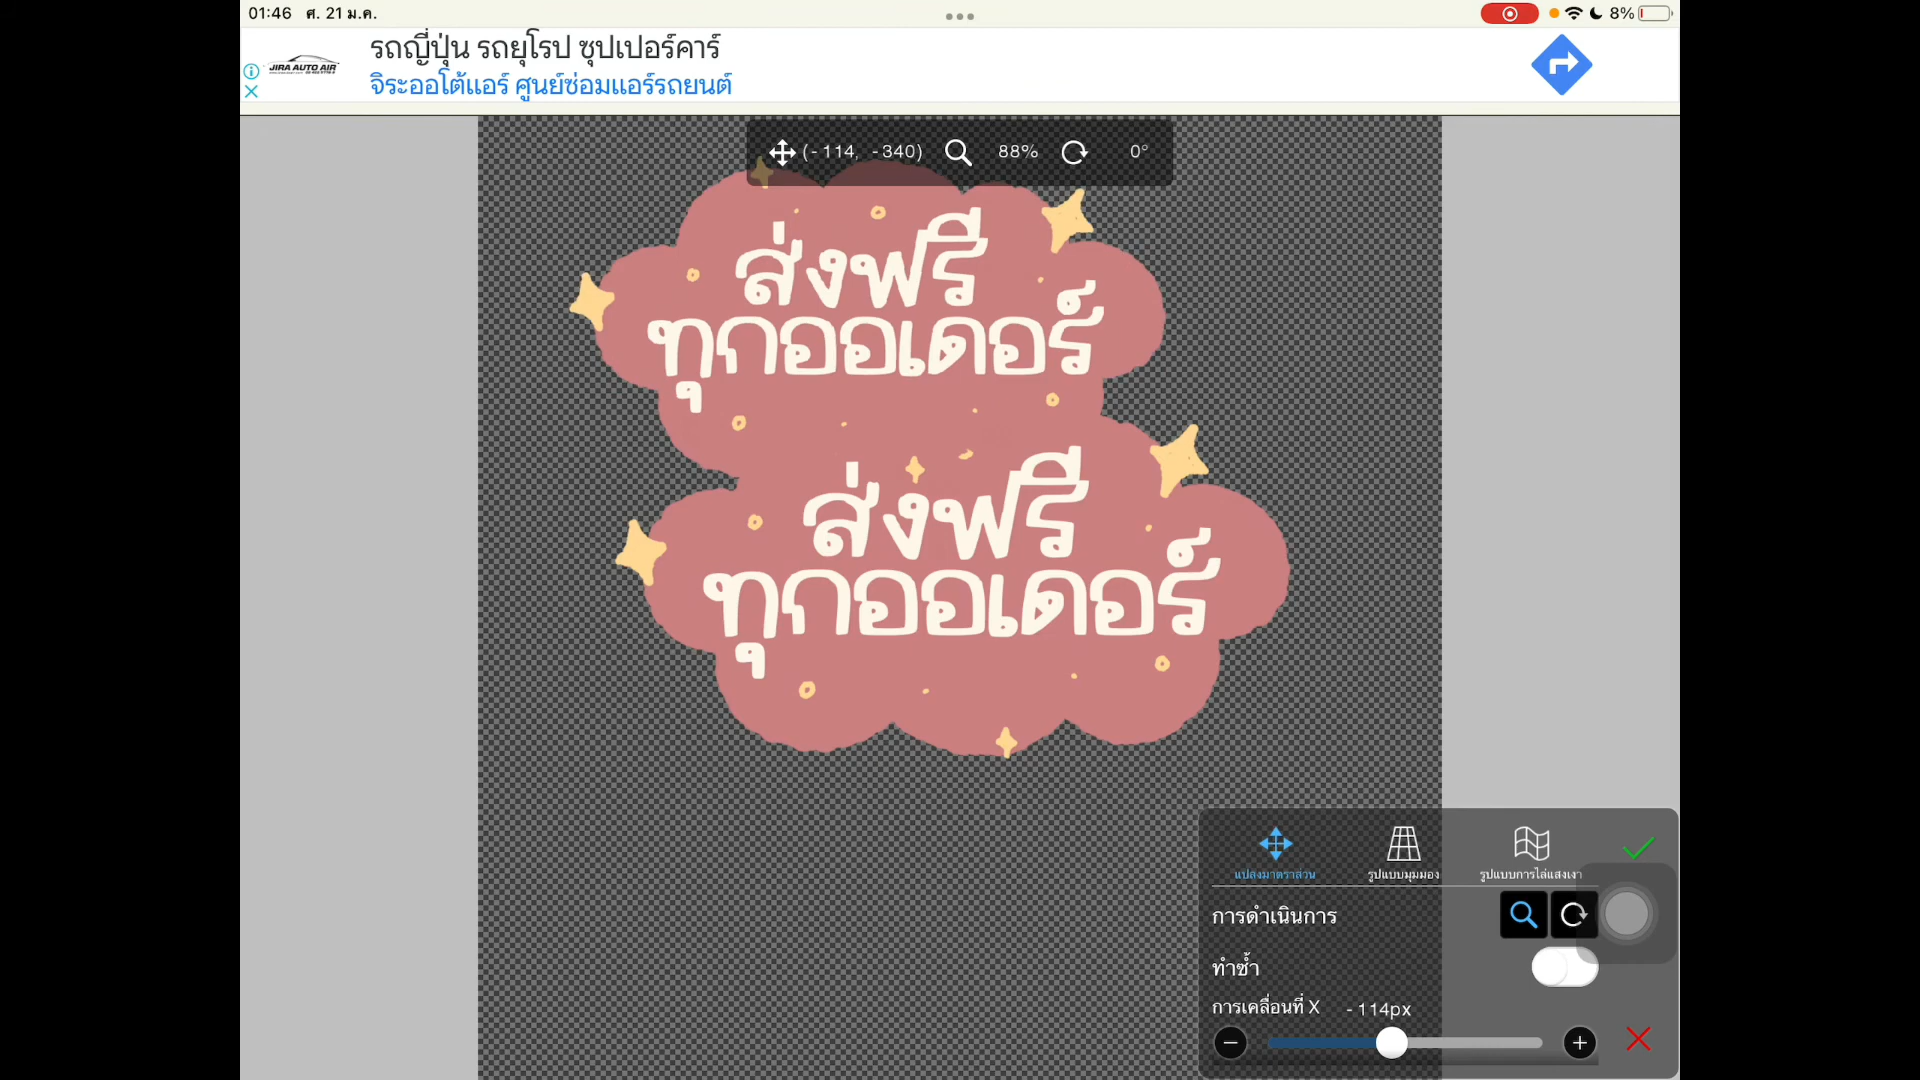 01:46 ศ. 21 ม.ค.
8%
JIRA AUTO AIR
รถญี่ปุ่น รถยุโรป ซุปเปอร์คาร์
จิระออโต้แอร์ ศูนย์ซ่อมแอร์รถยนต์
(-114, -340) 88% 0°
ส่งฟรี
ทุกออเดอร์
ส่งฟรี
ทุกออเดอร์
แปลงมาตราส่วน รูปแบบมุมมอง รูปแบบการไล่แสงเงา
การดำเนินการ
ทำซ้ำ
การเคลื่อนที่ X -114px